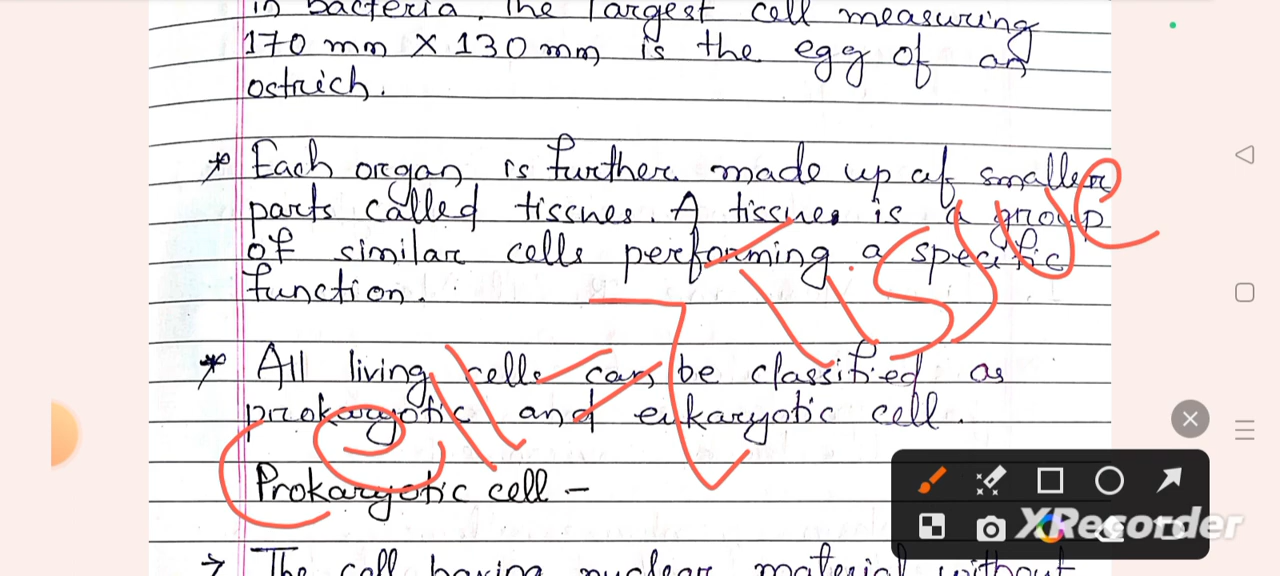 in bacteria. The largest cell measuring
170 mm X 130 mm is the egg of an
ostrich.
* Each organ is further made up of smaller
parts called tissues. A tissues is a group
of similar cells performing a specific
function.
* All living cells can be classified as
prokaryotic and eukaryotic cell.
Prokaryotic cell -
→ The cell having nuclear material without
Cell → Tissue
XRecorder